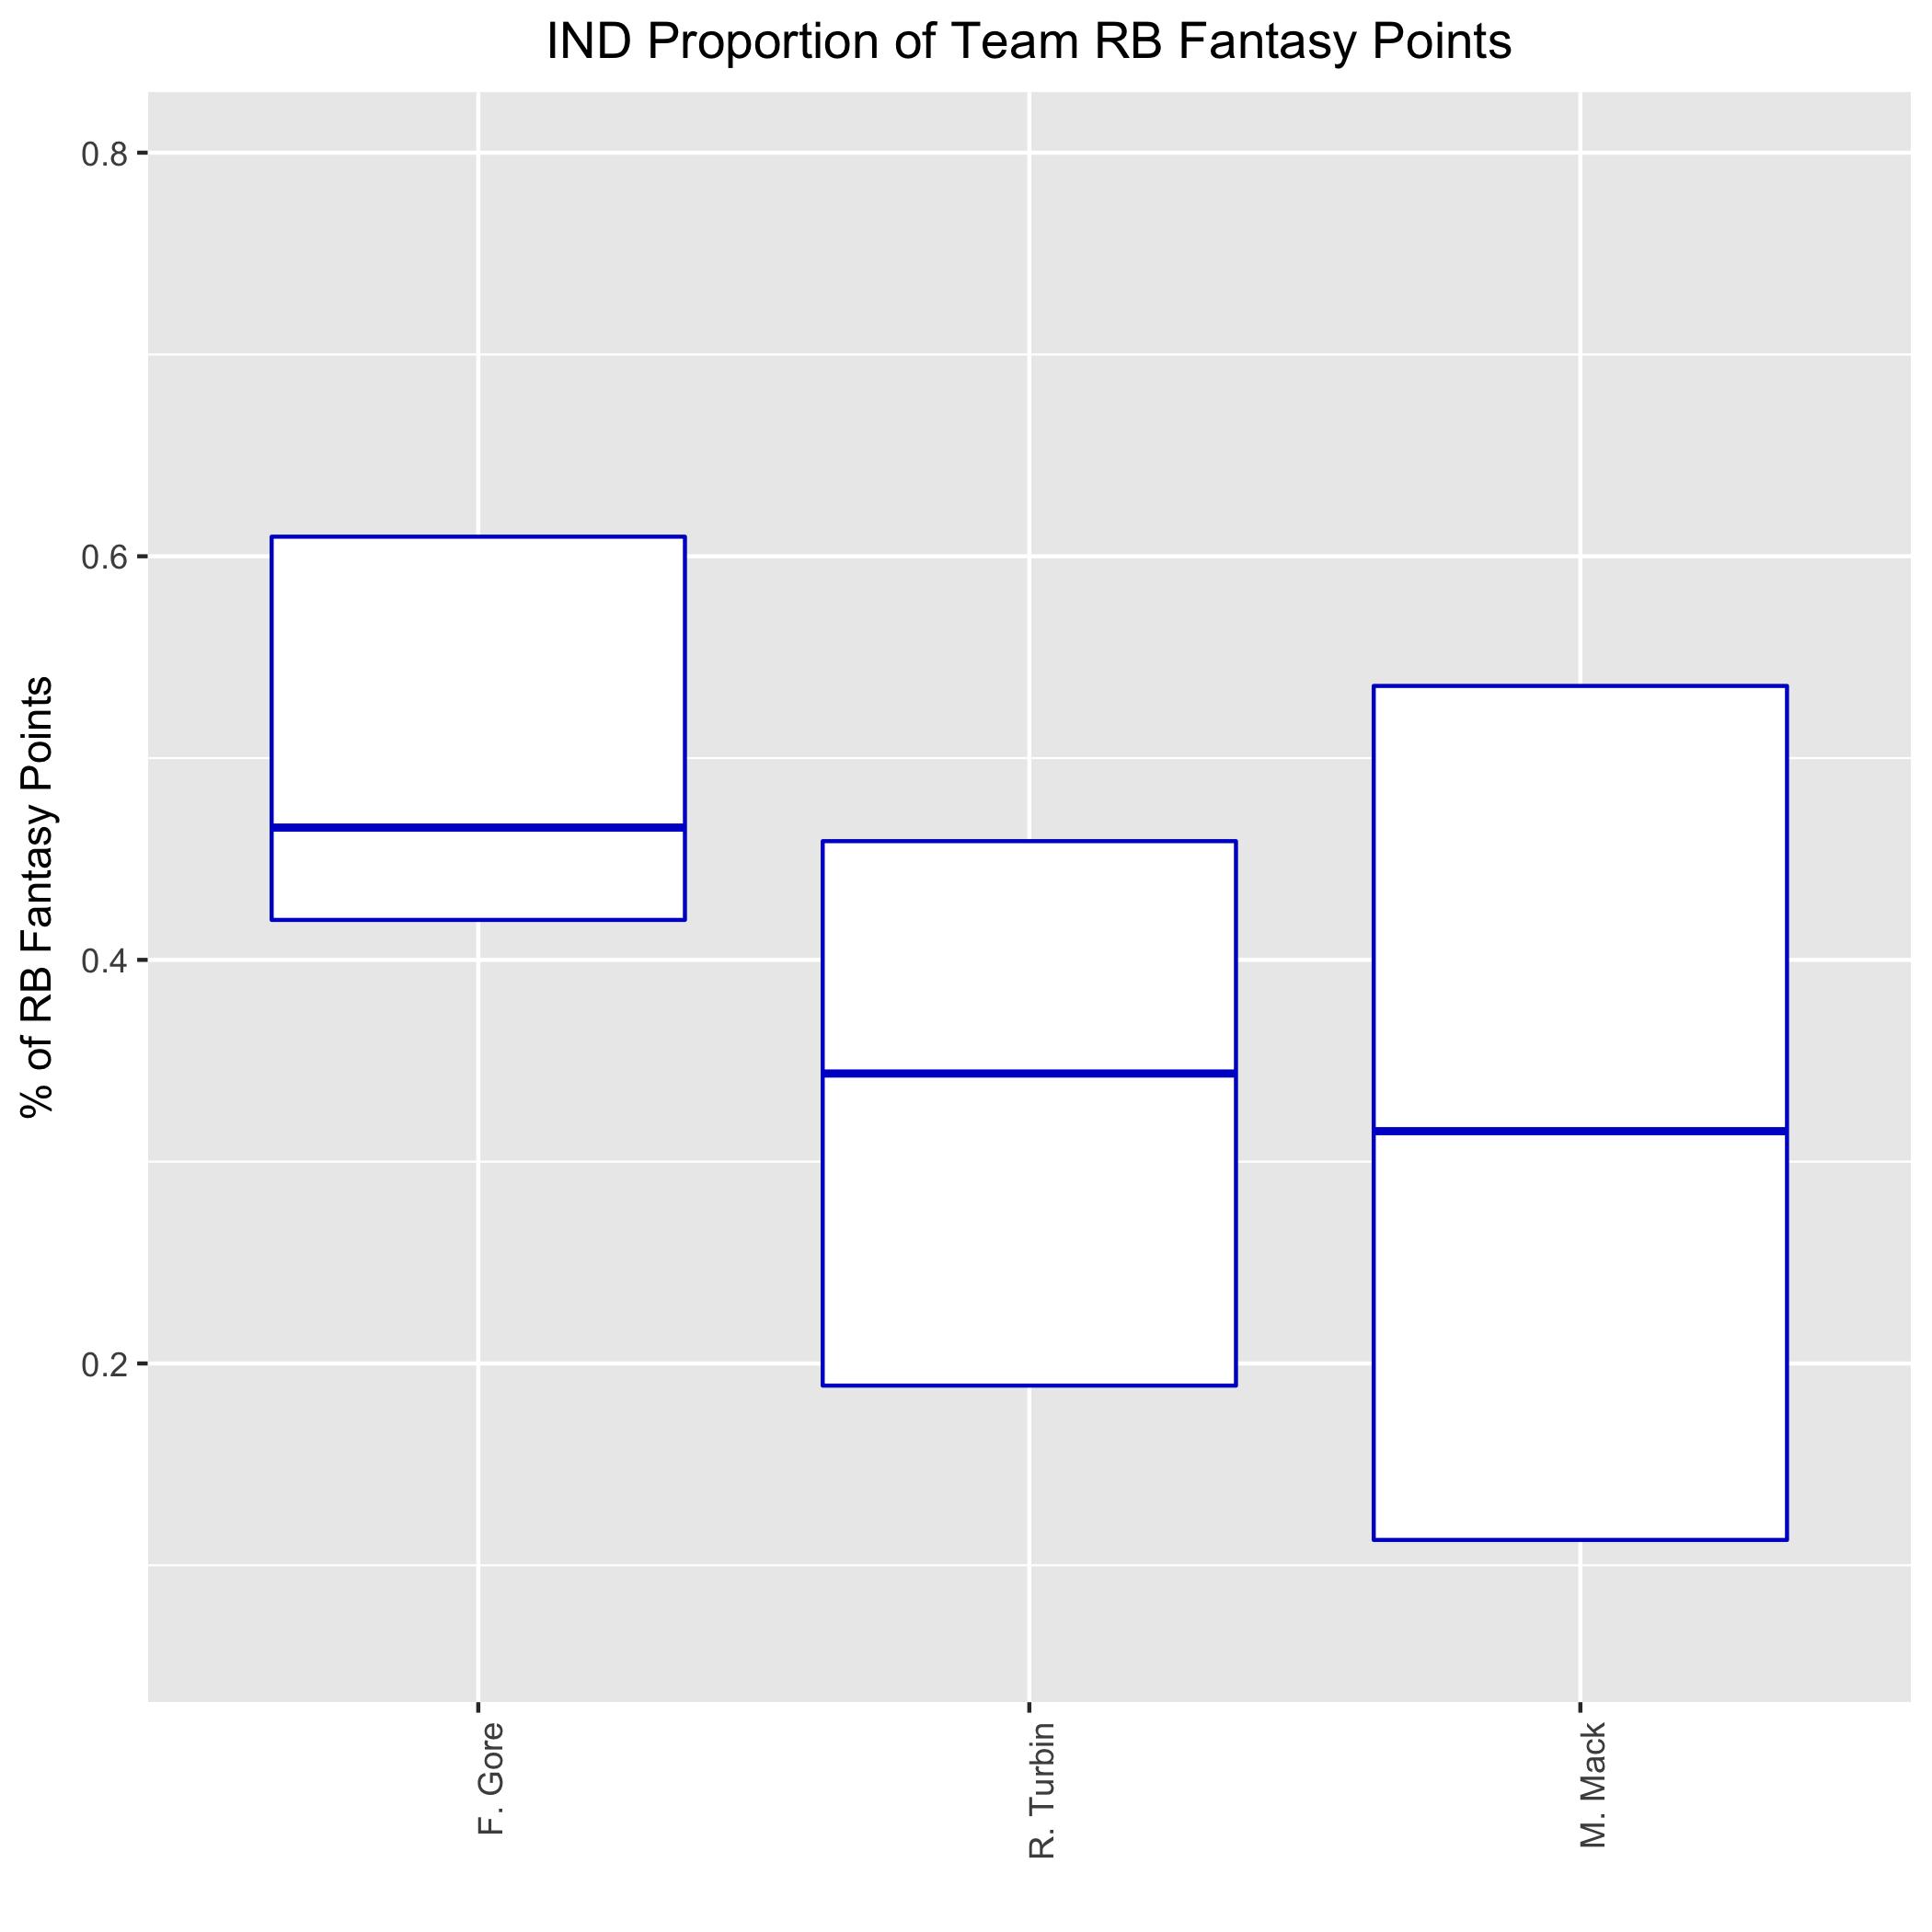 IND Proportion of Team RB Fantasy Points
% of RB Fantasy Points
0.8
0.6
0.4
0.2
F. Gore
R. Turbin
M. Mack